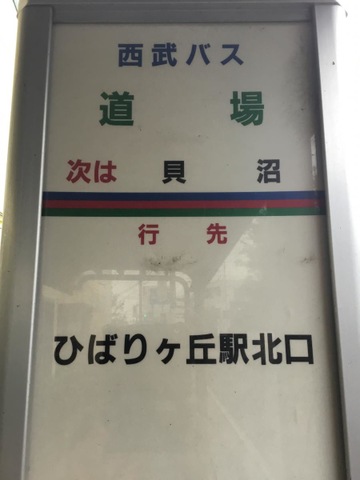 西武バス
道場
次は 貝沼
行先
ひばりヶ丘駅北口